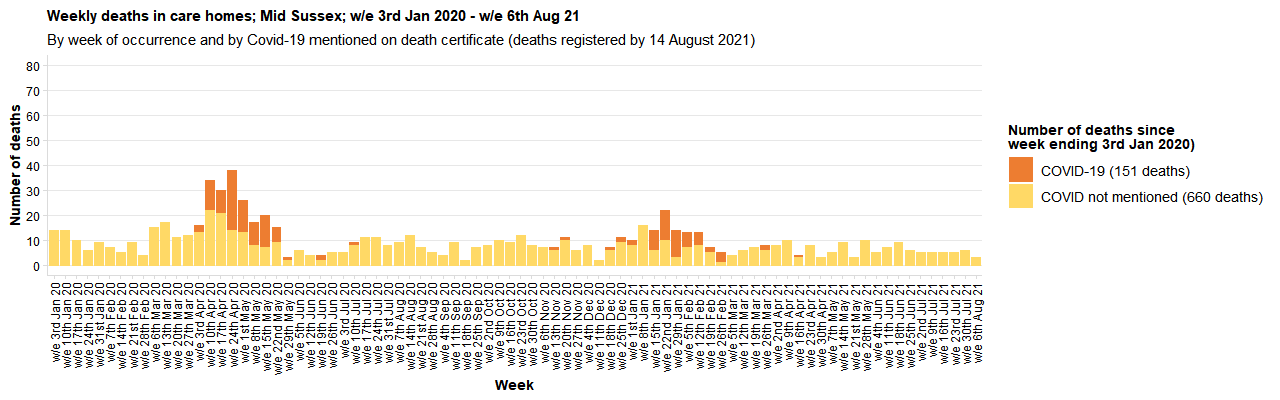 Weekly deaths in care homes; Mid Sussex; w/e 3rd Jan 2020 - w/e 6th Aug 21
By week of occurrence and by Covid-19 mentioned on death certificate (deaths registered by 14 August 2021)
Number of deaths
80
70
60
50
40
30
20
10
0
w/e 3rd Jan 20
w/e 10th Jan 20
w/e 17th Jan 20
w/e 24th Jan 20
w/e 31st Jan 20
w/e 7th Feb 20
w/e 14th Feb 20
w/e 21st Feb 20
w/e 28th Feb 20
w/e 6th Mar 20
w/e 13th Mar 20
w/e 20th Mar 20
w/e 27th Mar 20
w/e 3rd Apr 20
w/e 10th Apr 20
w/e 17th Apr 20
w/e 24th Apr 20
w/e 1st May 20
w/e 8th May 20
w/e 15th May 20
w/e 22nd May 20
w/e 29th May 20
w/e 5th Jun 20
w/e 12th Jun 20
w/e 19th Jun 20
w/e 26th Jun 20
w/e 3rd Jul 20
w/e 10th Jul 20
w/e 17th Jul 20
w/e 24th Jul 20
w/e 31st Jul 20
w/e 7th Aug 20
w/e 14th Aug 20
w/e 21st Aug 20
w/e 28th Aug 20
w/e 4th Sep 20
w/e 11th Sep 20
w/e 18th Sep 20
w/e 25th Sep 20
w/e 2nd Oct 20
w/e 9th Oct 20
w/e 16th Oct 20
w/e 23rd Oct 20
w/e 30th Oct 20
w/e 6th Nov 20
w/e 13th Nov 20
w/e 20th Nov 20
w/e 27th Nov 20
w/e 4th Dec 20
w/e 11th Dec 20
w/e 18th Dec 20
w/e 25th Dec 20
w/e 1st Jan 21
w/e 8th Jan 21
w/e 15th Jan 21
w/e 22nd Jan 21
w/e 29th Jan 21
w/e 5th Feb 21
w/e 12th Feb 21
w/e 19th Feb 21
w/e 26th Feb 21
w/e 5th Mar 21
w/e 12th Mar 21
w/e 19th Mar 21
w/e 26th Mar 21
w/e 2nd Apr 21
w/e 9th Apr 21
w/e 16th Apr 21
w/e 23rd Apr 21
w/e 30th Apr 21
w/e 7th May 21
w/e 14th May 21
w/e 21st May 21
w/e 28th May 21
w/e 4th Jun 21
w/e 11th Jun 21
w/e 18th Jun 21
w/e 25th Jun 21
w/e 2nd Jul 21
w/e 9th Jul 21
w/e 16th Jul 21
w/e 23rd Jul 21
w/e 30th Jul 21
w/e 6th Aug 21
Week
Number of deaths since
week ending 3rd Jan 2020)
COVID-19 (151 deaths)
COVID not mentioned (660 deaths)